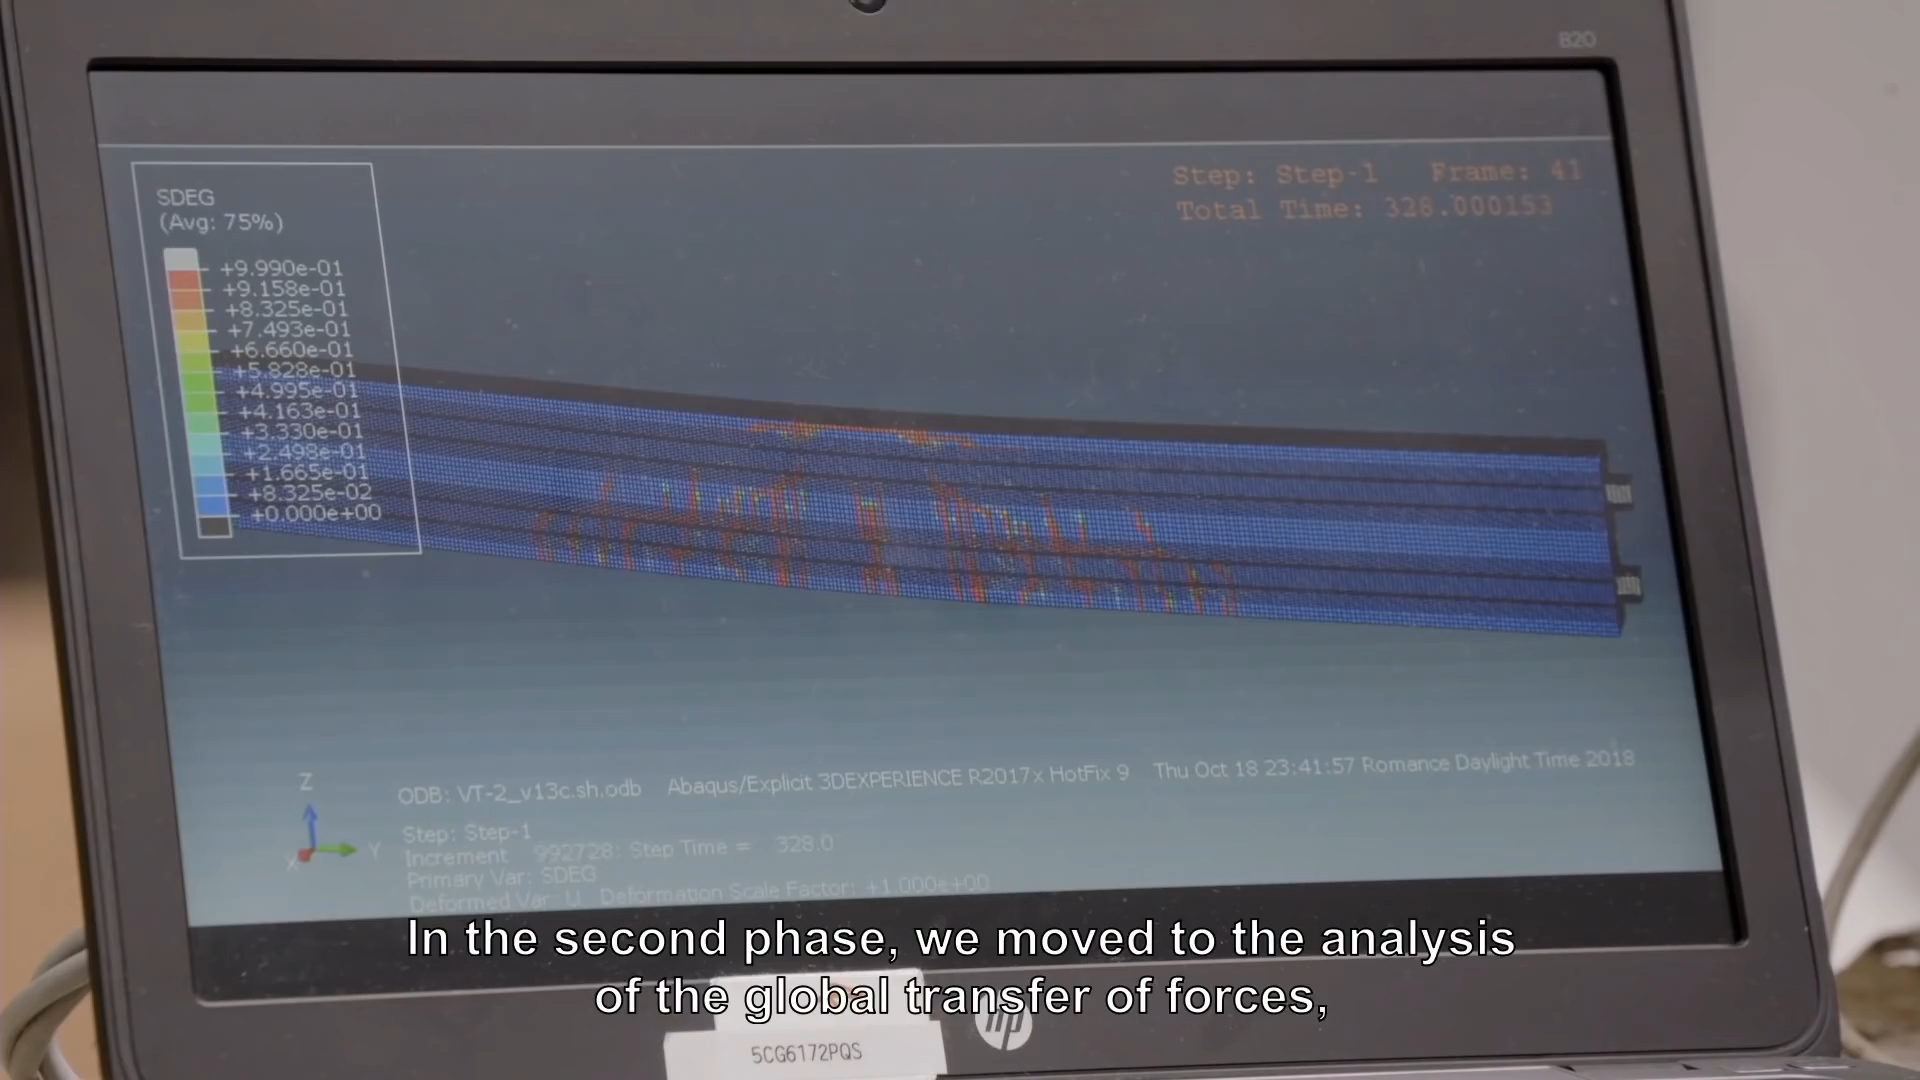 820
SDEG
(Avg: 75%)
+9.990e-01
+9.158e-01
+8.325e-01
+7.493e-01
+6.660e-01
+5.828e-01
+4.995e-01
+4.163e-01
+3.330e-01
+2.498e-01
+1.665e-01
+8.325e-02
+0.000e+00
Step: Step-1 Frame: 41
Total Time: 328.000153
Z
Y
X
ODB: VT-2_v13c.sh.odb Abaqus/Explicit 3DEXPERIENCE R2017x HotFix 9 Thu Oct 18 23:41:57 Romance Daylight Time 2018
Step: Step-1
Increment 992728: Step Time = 328.0
Primary Var: SDEG
Deformed Var: U Deformation Scale Factor: +1.000e+00
In the second phase, we moved to the analysis
of the global transfer of forces,
hp
5CG6172PQS